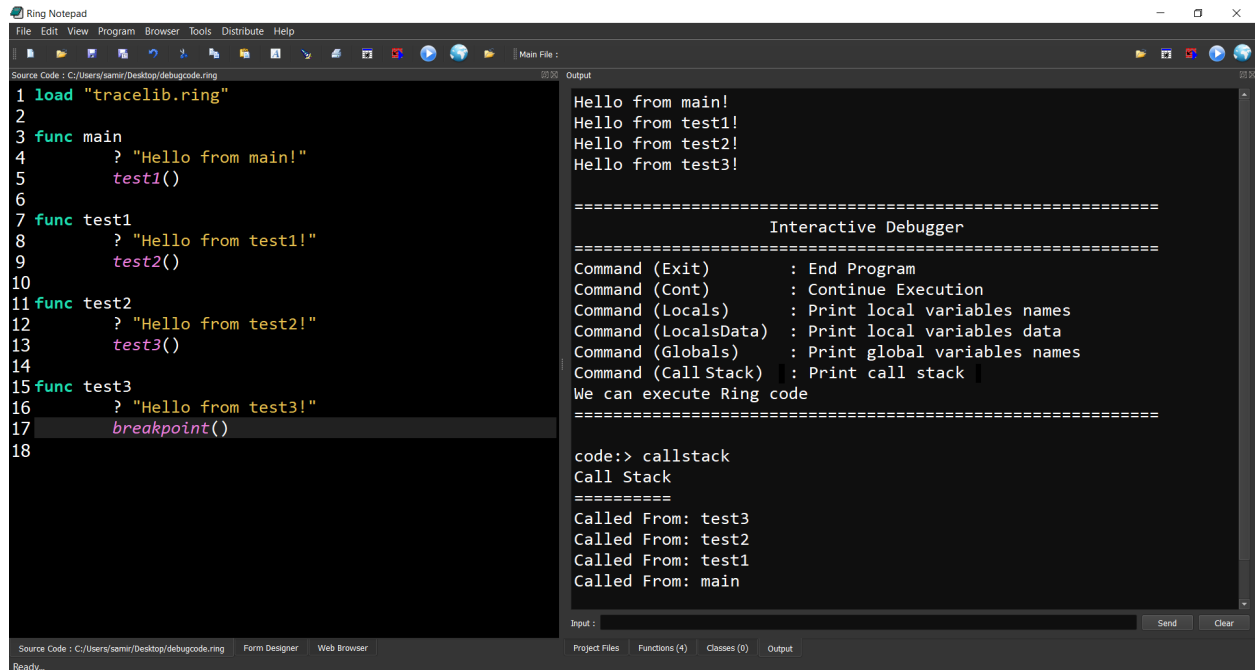 Ring Notepad
File Edit View Program Browser Tools Distribute Help
Main File :
Source Code : C:/Users/samir/Desktop/debugcode.ring
1 load "tracelib.ring"
2
3 func main
4 ? "Hello from main!"
5 test1()
6
7 func test1
8 ? "Hello from test1!"
9 test2()
10
11 func test2
12 ? "Hello from test2!"
13 test3()
14
15 func test3
16 ? "Hello from test3!"
17 breakpoint()
18
Source Code : C:/Users/samir/Desktop/debugcode.ring Form Designer Web Browser
Output
Hello from main!
Hello from test1!
Hello from test2!
Hello from test3!
============================================================
Interactive Debugger
============================================================
Command (Exit) : End Program
Command (Cont) : Continue Execution
Command (Locals) : Print local variables names
Command (LocalsData) : Print local variables data
Command (Globals) : Print global variables names
Command (Call Stack) : Print call stack
We can execute Ring code
============================================================
code:> callstack
Call Stack
==========
Called From: test3
Called From: test2
Called From: test1
Called From: main
Input : Send Clear
Project Files Functions (4) Classes (0) Output
Ready...